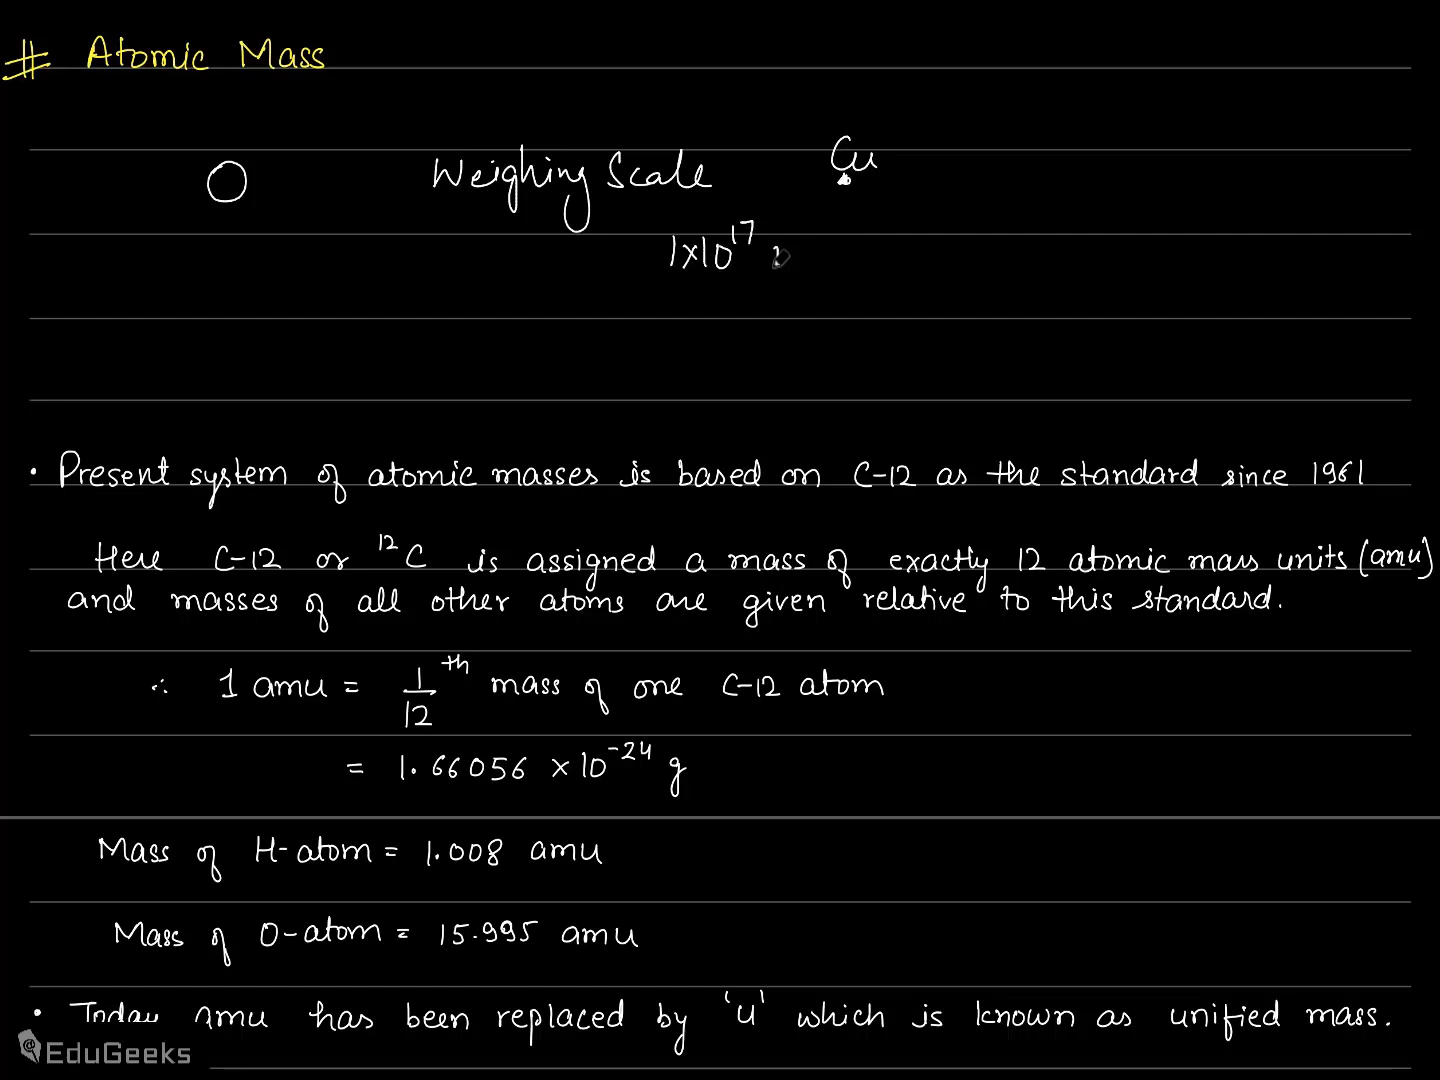 # Atomic Mass
O Weighing Scale Cu
1×10¹⁷
• Present system of atomic masses is based on C-12 as the standard since 1961
Here C-12 or ¹²C is assigned a mass of exactly 12 atomic mass units (amu)
and masses of all other atoms are given relative to this standard.
∴ 1 amu = 1/12 th mass of one C-12 atom
= 1.66056 × 10⁻²⁴ g
Mass of H-atom = 1.008 amu
Mass of O-atom = 15.995 amu
• Today amu has been replaced by 'u' which is known as unified mass.
EduGeeks